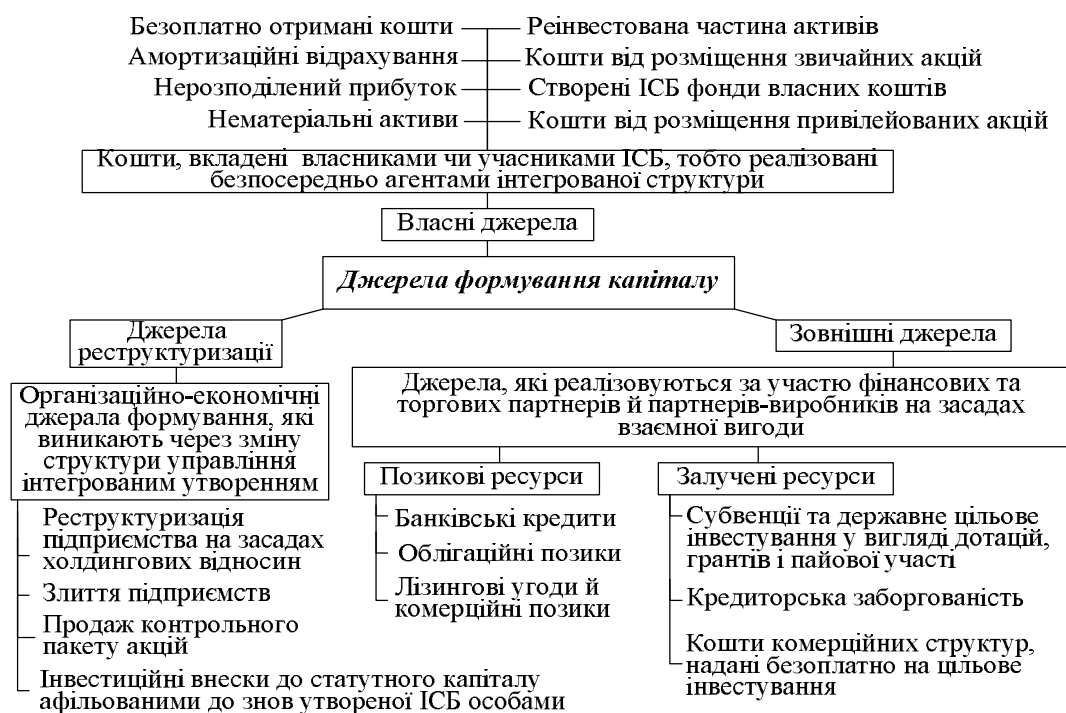 Безоплатно отримані кошти
Реінвестована частина активів
Амортизаційні відрахування
Кошти від розміщення звичайних акцій
Нерозподілений прибуток
Створені ІСБ фонди власних коштів
Нематеріальні активи
Кошти від розміщення привілейованих акцій
Кошти, вкладені власниками чи учасниками ІСБ, тобто реалізовані
безпосередньо агентами інтегрованої структури
Власні джерела
Джерела формування капіталу
Джерела
реструктуризації
Організаційно-економічні
джерала формування, які
виникають через зміну
структури управління
інтегрованим утворенням
Реструктуризація
підприємства на засадах
холдингових відносин
Злиття підприємств
Продаж контрольного
пакету акцій
Інвестиційні внески до статутного капіталу
афільованими до знов утвореної ІСБ особами
Зовнішні джерела
Джерела, які реалізовуються за участю фінансових та
торгових партнерів й партнерів-виробників на засадах
взаємної вигоди
Позикові ресурси
Банківські кредити
Облігаційні позики
Лізингові угоди й
комерційні позики
Залучені ресурси
Субвенції та державне цільове
інвестування у вигляді дотацій,
грантів і пайової участі
Кредиторська заборгованість
Кошти комерційних структур,
надані безоплатно на цільове
інвестування